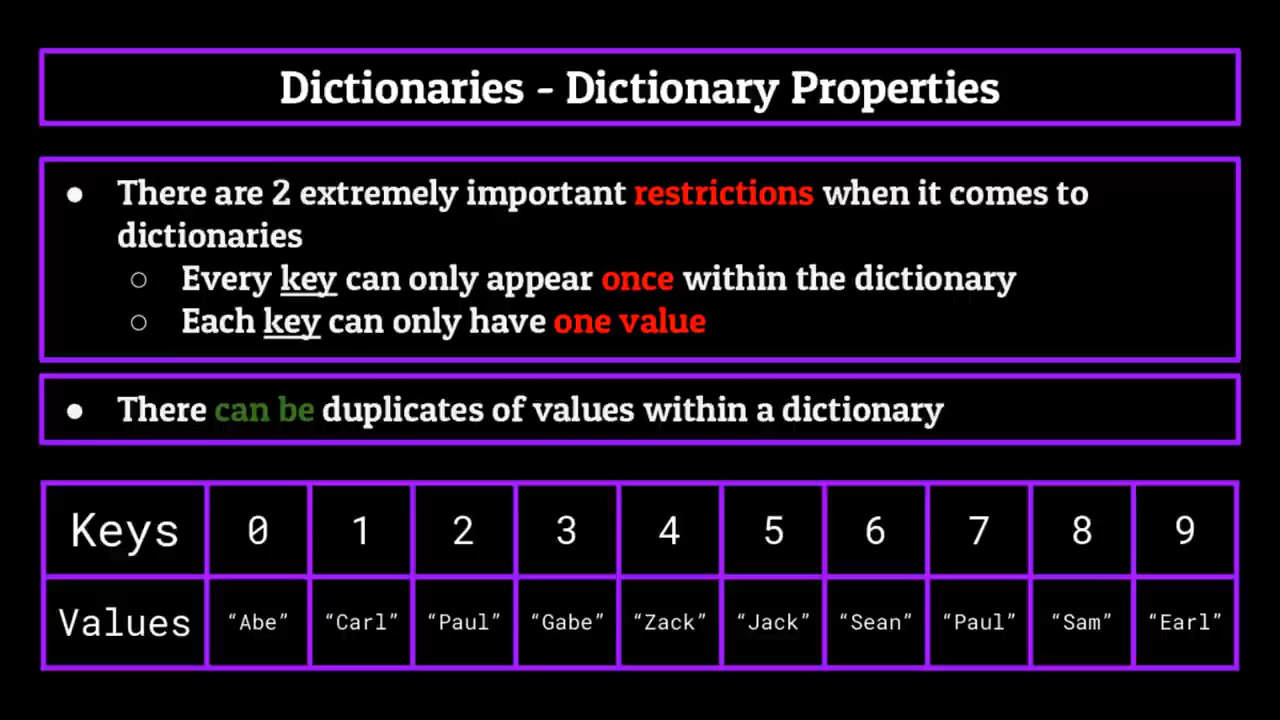 Dictionaries - Dictionary Properties
● There are 2 extremely important restrictions when it comes to
dictionaries
○ Every key can only appear once within the dictionary
○ Each key can only have one value
● There can be duplicates of values within a dictionary
Keys 0 1 2 3 4 5 6 7 8 9
Values “Abe” “Carl” “Paul” “Gabe” “Zack” “Jack” “Sean” “Paul” “Sam” “Earl”